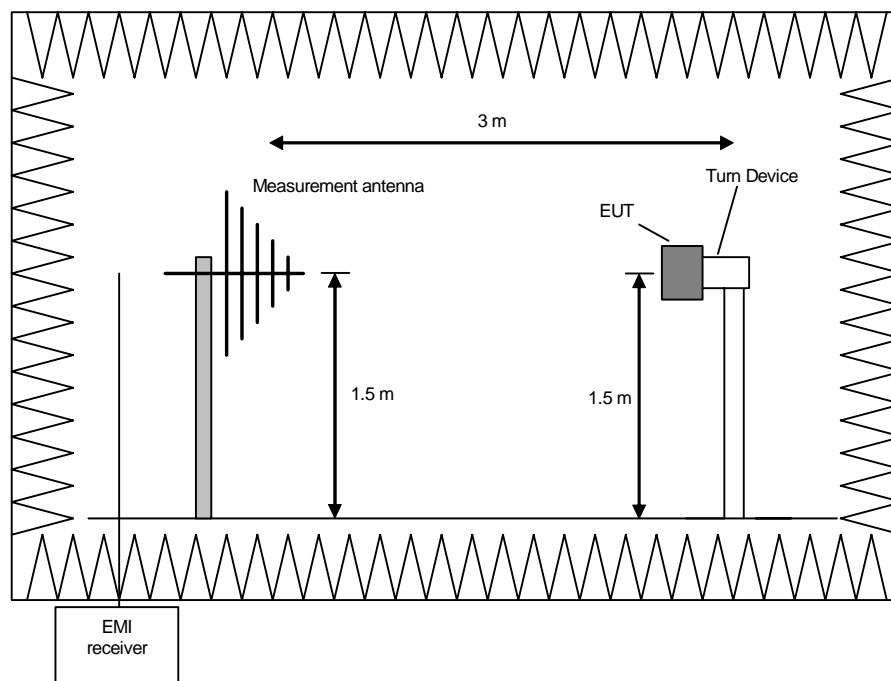 3 m
Measurement antenna
Turn Device
EUT
1.5 m
1.5 m
EMI
receiver